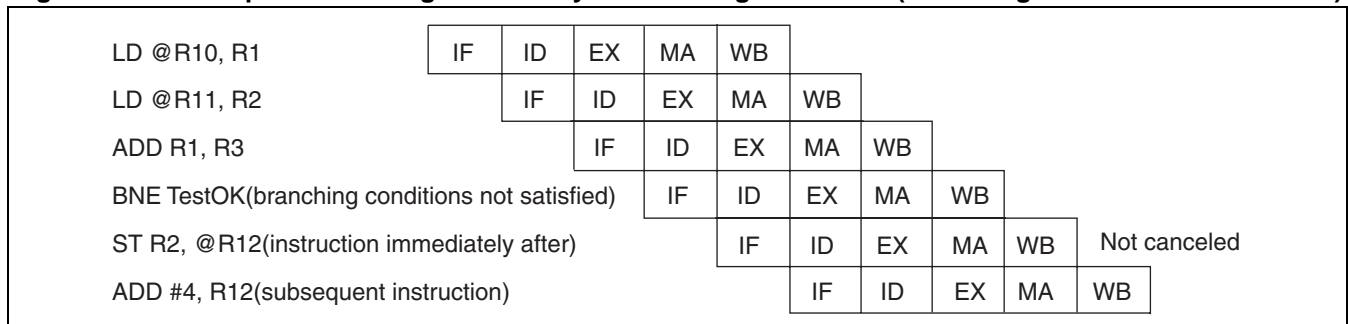 LD @R10, R1 IF ID EX MA WB
LD @R11, R2 IF ID EX MA WB
ADD R1, R3 IF ID EX MA WB
BNE TestOK(branching conditions not satisfied) IF ID EX MA WB
ST R2, @R12(instruction immediately after) IF ID EX MA WB Not canceled
ADD #4, R12(subsequent instruction) IF ID EX MA WB